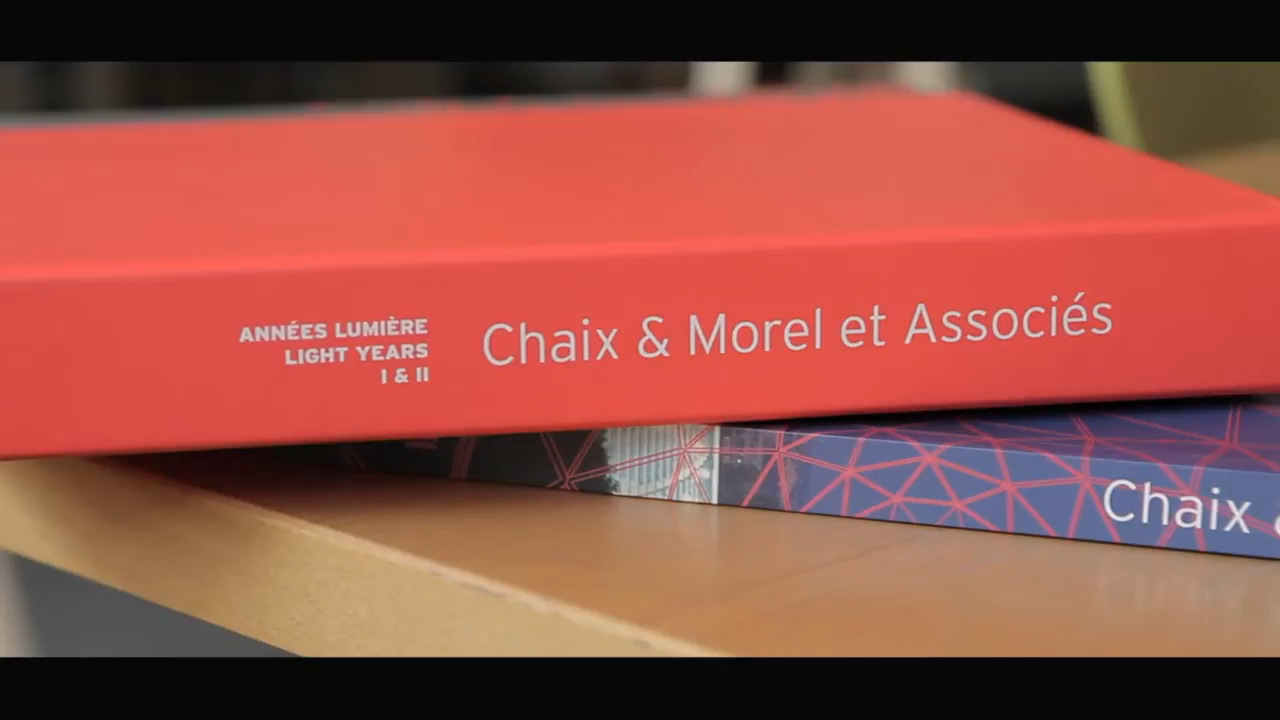 ANNÉES LUMIÈRE
LIGHT YEARS
I & II
Chaix & Morel et Associés
Chaix &